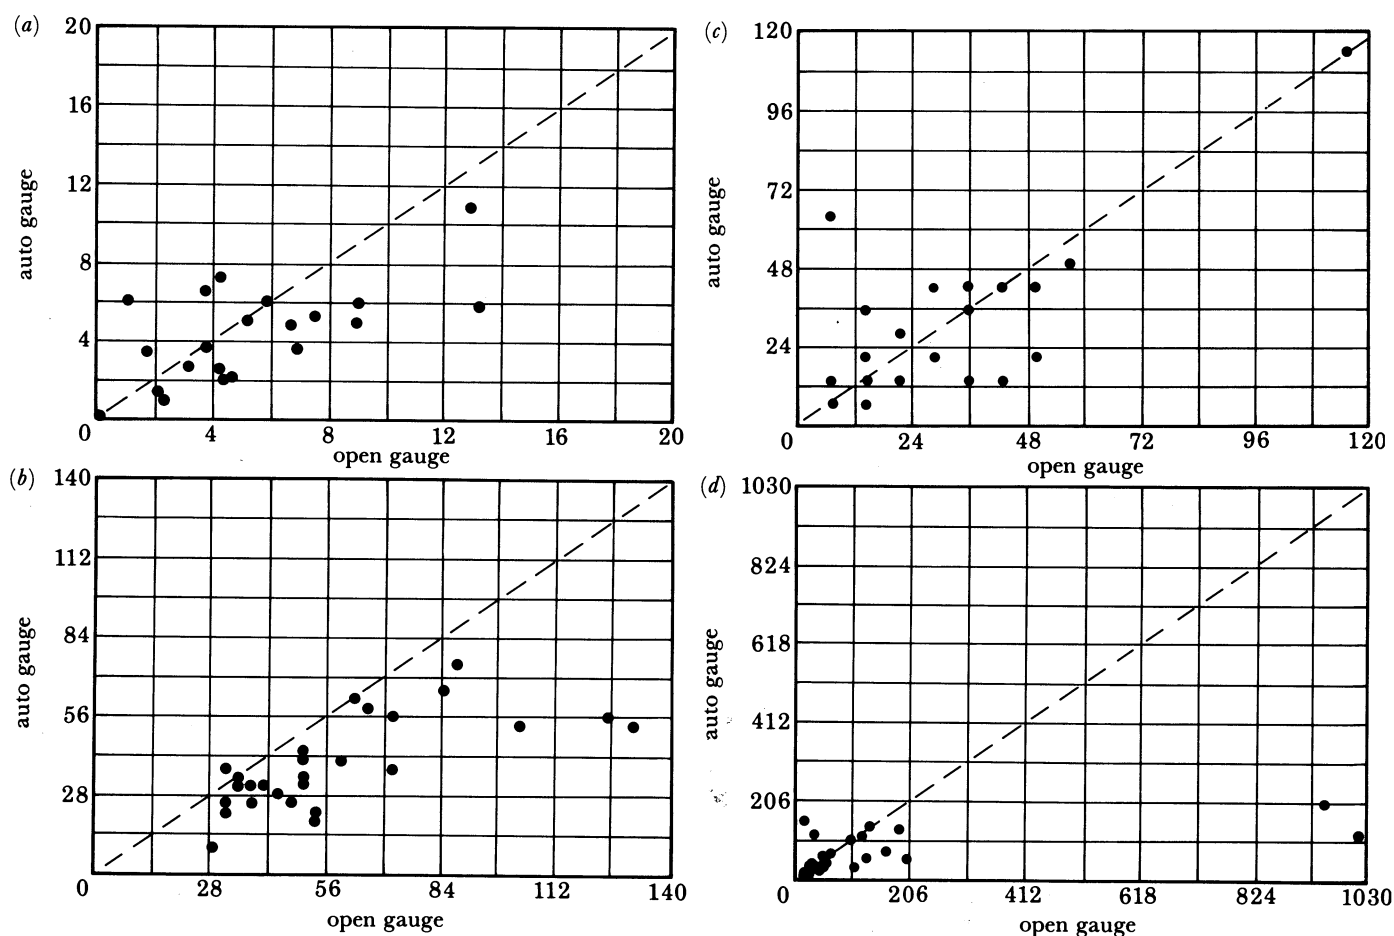 (a)
20
16
12
8
4
0
auto gauge
4 8 12 16 20
open gauge
(c)
120
96
72
48
24
0
auto gauge
24 48 72 96 120
open gauge
(b)
140
112
84
56
28
0
auto gauge
28 56 84 112 140
open gauge
(d)
1030
824
618
412
206
0
auto gauge
206 412 618 824 1030
open gauge